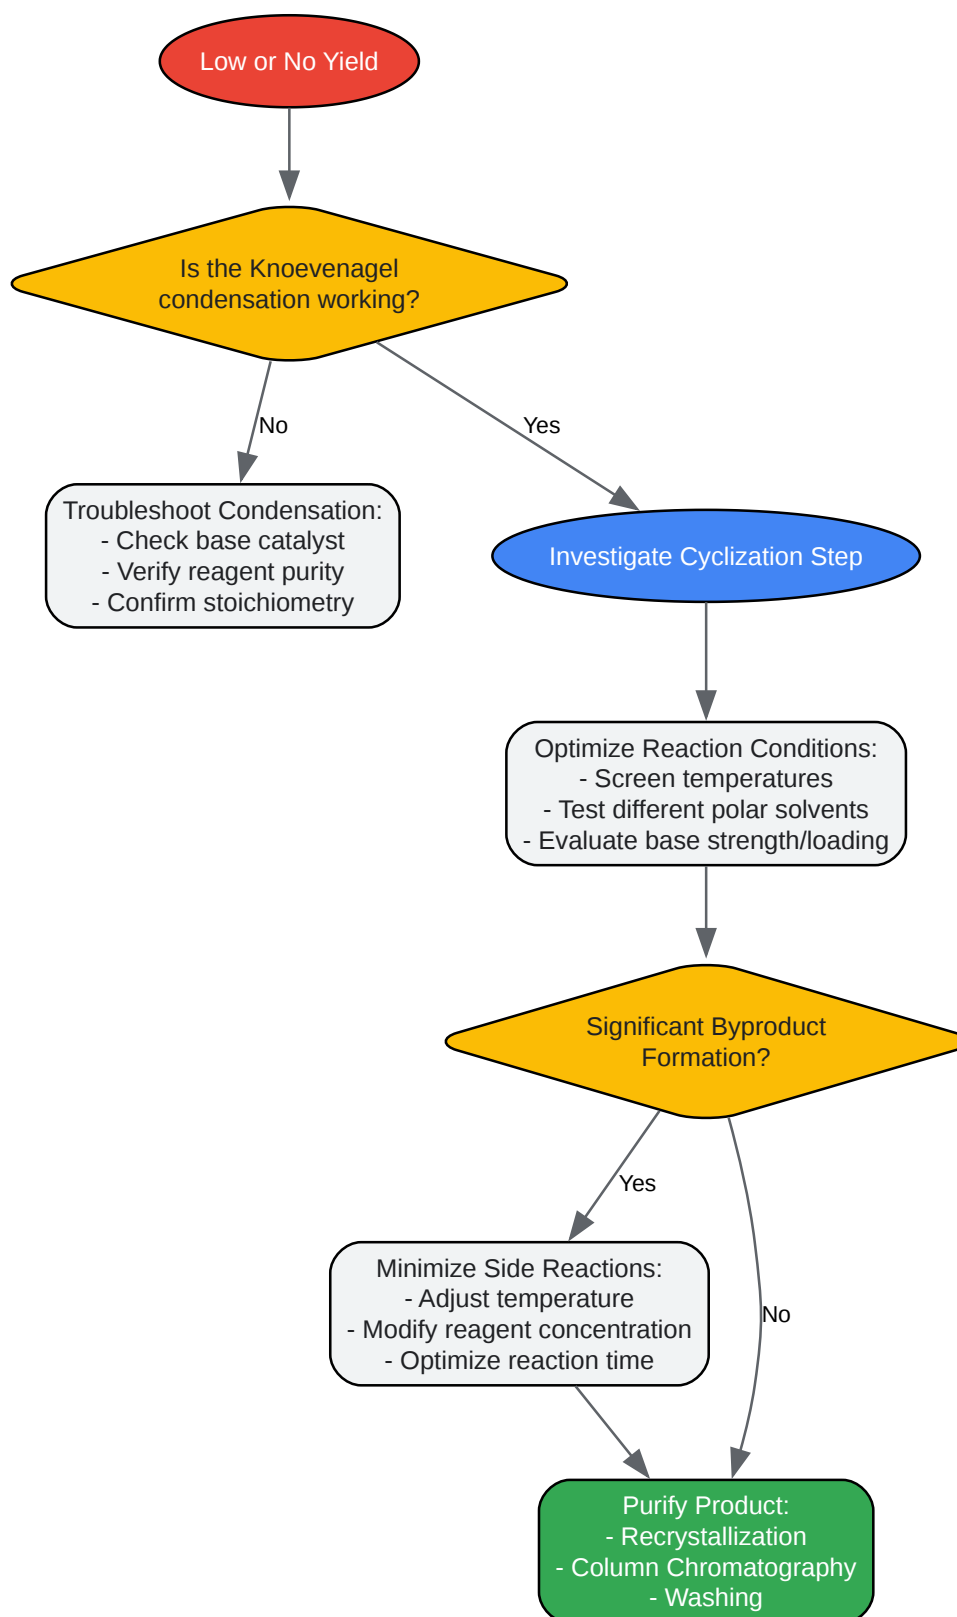 Low or No Yield
Is the Knoevenagel
condensation working?
No
Yes
Troubleshoot Condensation:
- Check base catalyst
- Verify reagent purity
- Confirm stoichiometry
Investigate Cyclization Step
Optimize Reaction Conditions:
- Screen temperatures
- Test different polar solvents
- Evaluate base strength/loading
Significant Byproduct
Formation?
Yes
Minimize Side Reactions:
- Adjust temperature
- Modify reagent concentration
- Optimize reaction time
No
Purify Product:
- Recrystallization
- Column Chromatography
- Washing